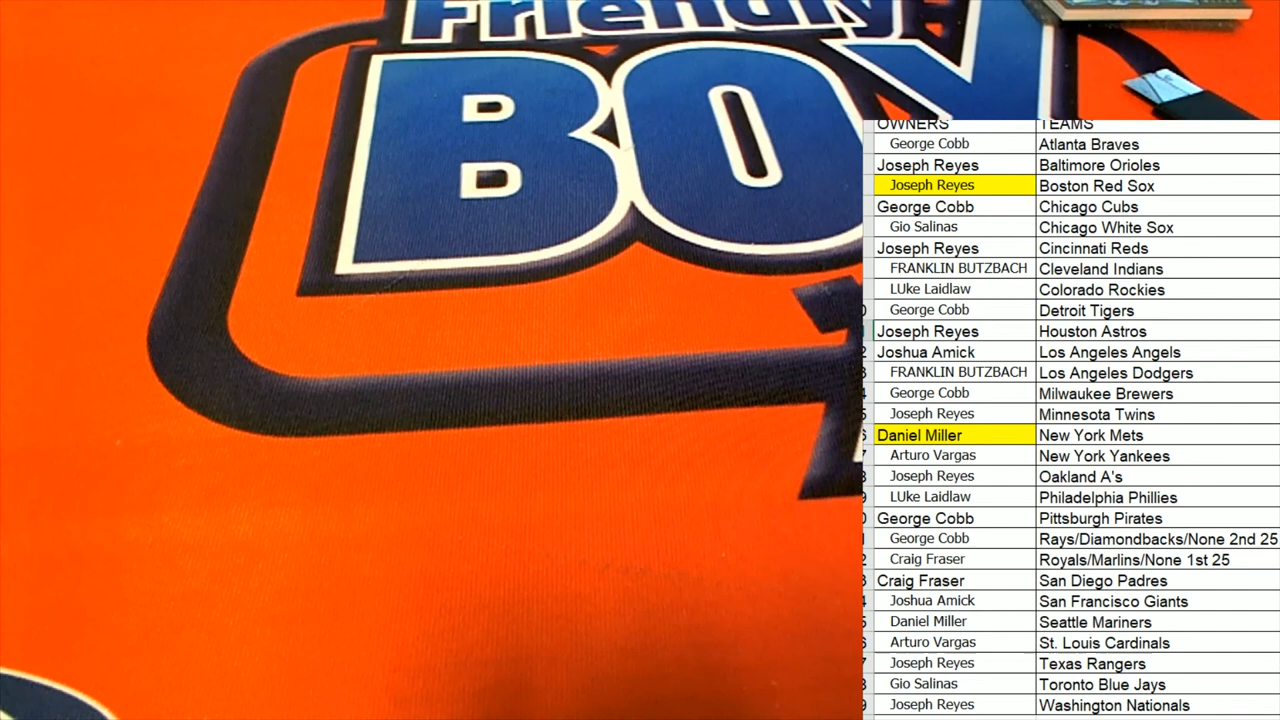 Friendly
BOY
OWNERS TEAMS
George Cobb Atlanta Braves
Joseph Reyes Baltimore Orioles
Joseph Reyes Boston Red Sox
George Cobb Chicago Cubs
Gio Salinas Chicago White Sox
Joseph Reyes Cincinnati Reds
FRANKLIN BUTZBACH Cleveland Indians
LUke Laidlaw Colorado Rockies
George Cobb Detroit Tigers
Joseph Reyes Houston Astros
Joshua Amick Los Angeles Angels
FRANKLIN BUTZBACH Los Angeles Dodgers
George Cobb Milwaukee Brewers
Joseph Reyes Minnesota Twins
Daniel Miller New York Mets
Arturo Vargas New York Yankees
Joseph Reyes Oakland A's
LUke Laidlaw Philadelphia Phillies
George Cobb Pittsburgh Pirates
George Cobb Rays/Diamondbacks/None 2nd 25
Craig Fraser Royals/Marlins/None 1st 25
Craig Fraser San Diego Padres
Joshua Amick San Francisco Giants
Daniel Miller Seattle Mariners
Arturo Vargas St. Louis Cardinals
Joseph Reyes Texas Rangers
Gio Salinas Toronto Blue Jays
Joseph Reyes Washington Nationals